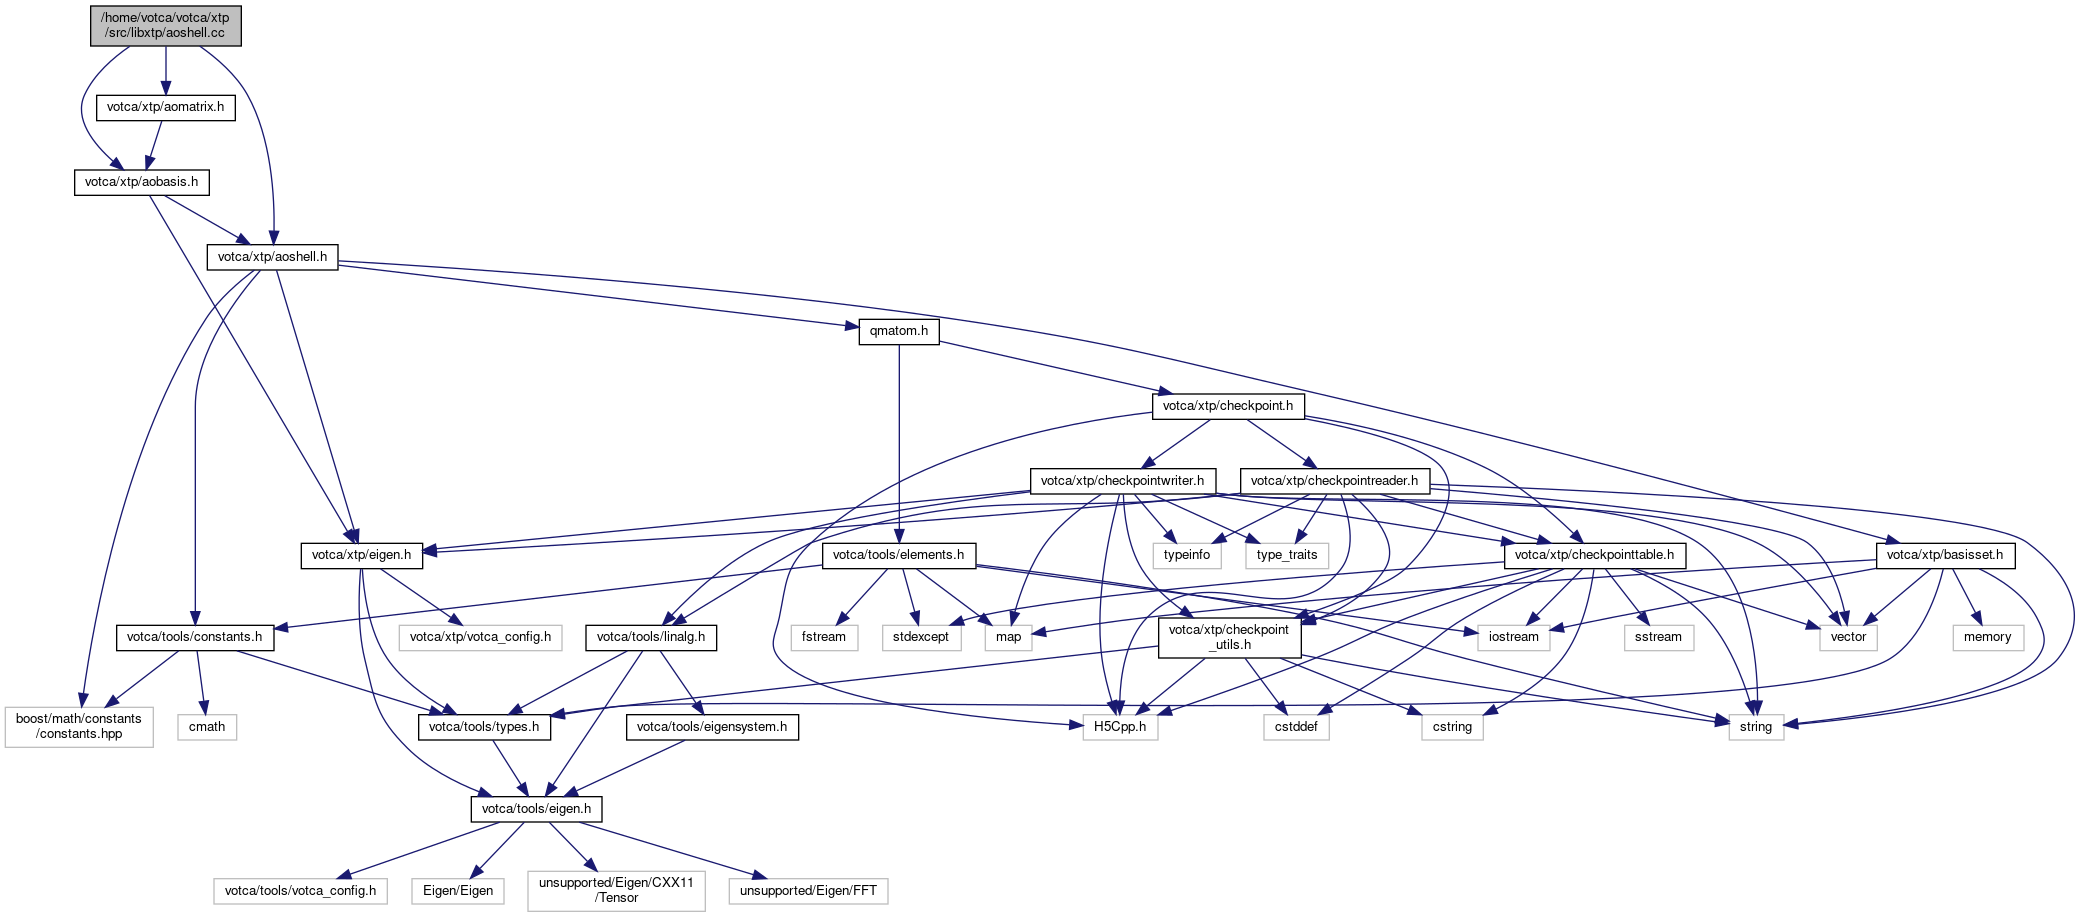 /home/votca/votca/xtp
/src/libxtp/aoshell.cc
votca/xtp/aomatrix.h
votca/xtp/aobasis.h
votca/xtp/aoshell.h
qmatom.h
votca/xtp/checkpoint.h
votca/xtp/checkpointwriter.h
votca/xtp/checkpointreader.h
votca/xtp/eigen.h
votca/tools/elements.h
typeinfo
type_traits
votca/xtp/checkpointtable.h
votca/xtp/basisset.h
votca/tools/constants.h
votca/xtp/votca_config.h
votca/tools/linalg.h
fstream
stdexcept
map
votca/xtp/checkpoint
_utils.h
iostream
sstream
vector
memory
boost/math/constants
/constants.hpp
cmath
votca/tools/types.h
votca/tools/eigensystem.h
H5Cpp.h
cstddef
cstring
string
votca/tools/eigen.h
votca/tools/votca_config.h
Eigen/Eigen
unsupported/Eigen/CXX11
/Tensor
unsupported/Eigen/FFT